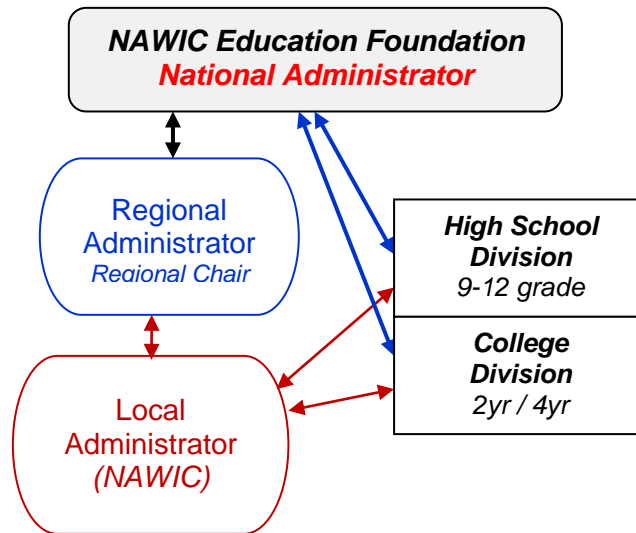 NAWIC Education Foundation
National Administrator
Regional
Administrator
Regional Chair
High School
Division
9-12 grade
College
Division
2yr / 4yr
Local
Administrator
(NAWIC)